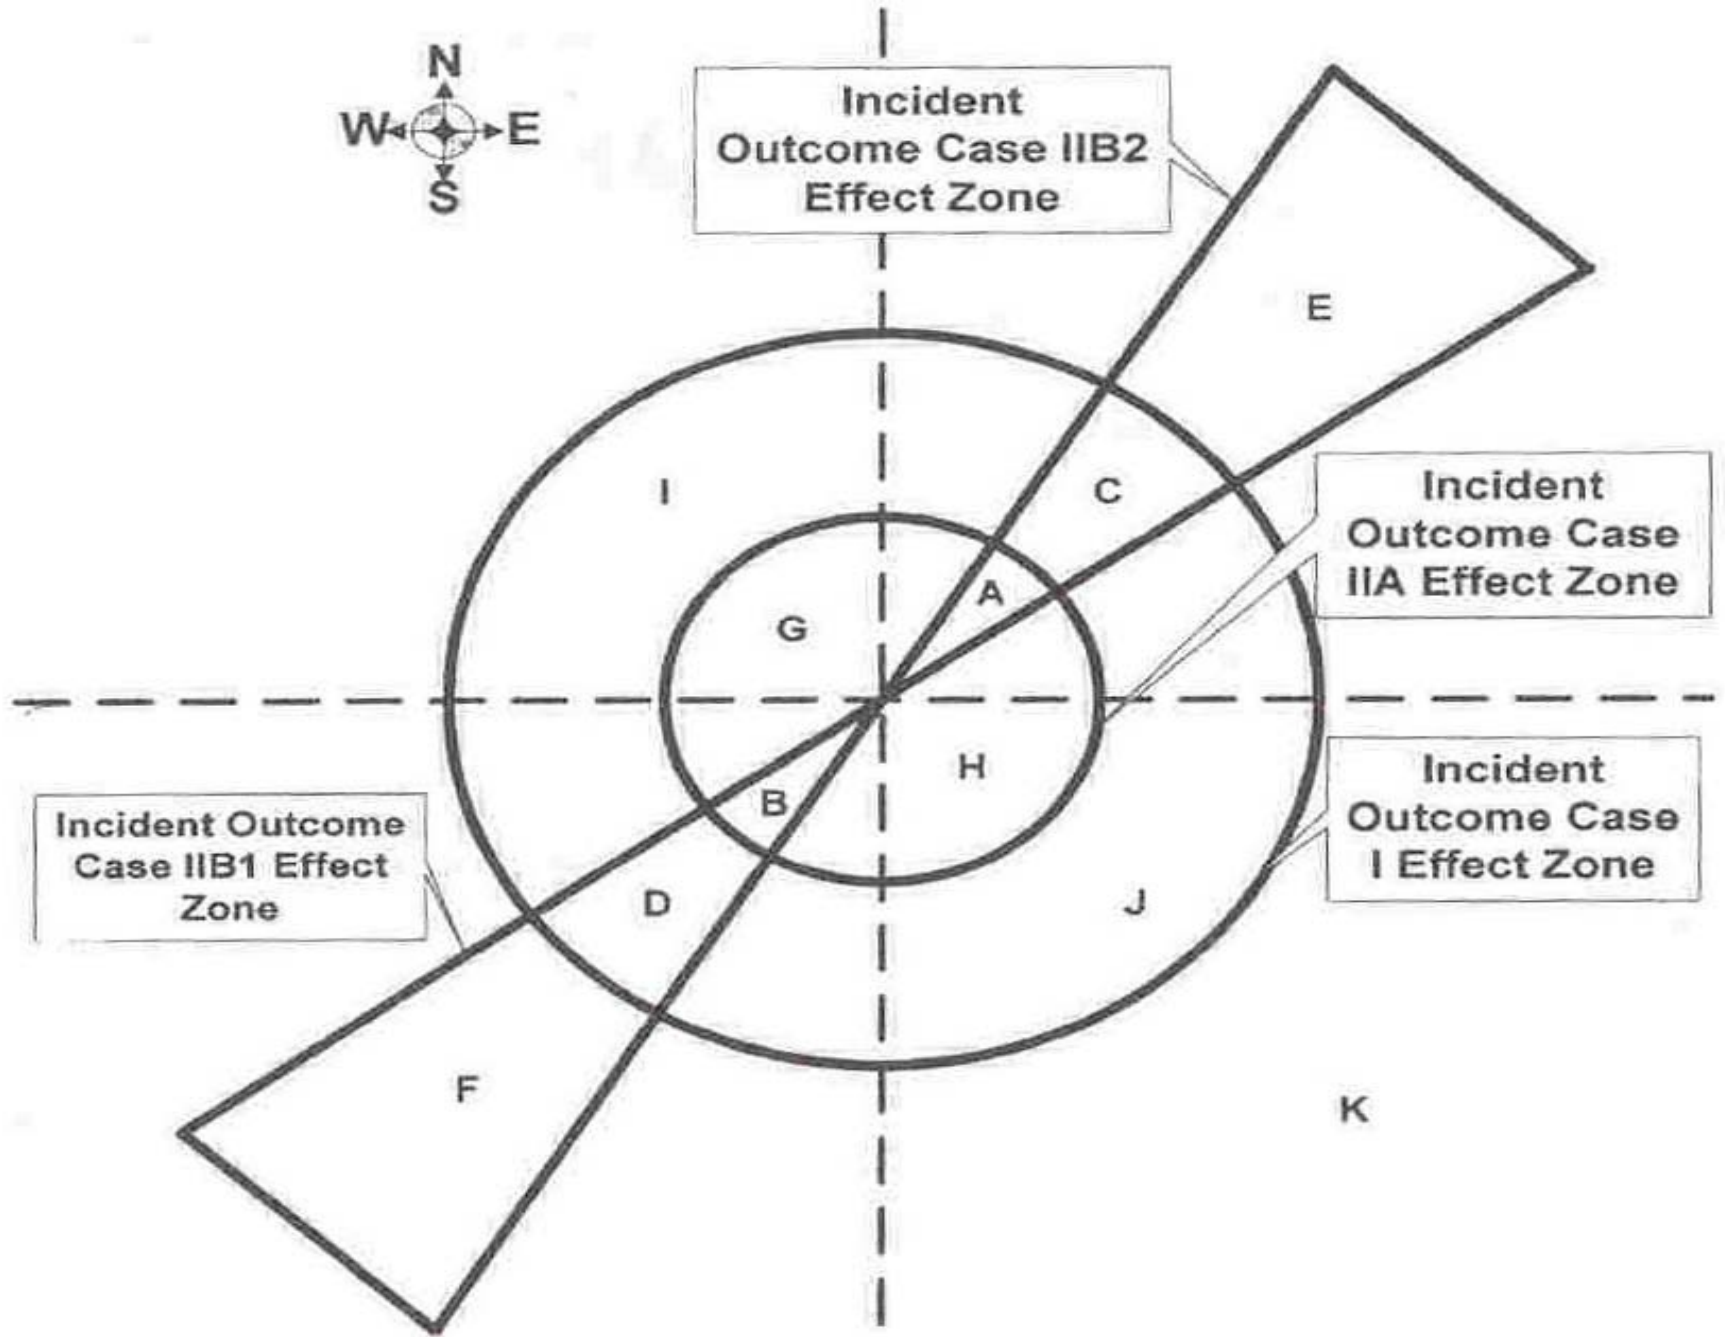 N
W E
S
Incident
Outcome Case IIB2
Effect Zone
E
I
C
Incident
Outcome Case
IIA Effect Zone
A
G
H
B
Incident
Outcome Case
I Effect Zone
Incident Outcome
Case IIB1 Effect
Zone
D
J
F
K